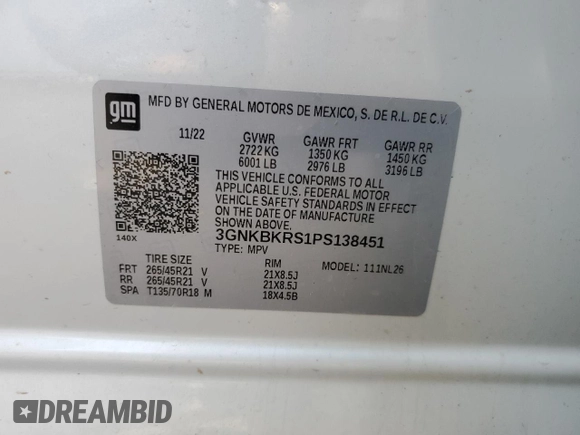 gm
MFD BY GENERAL MOTORS DE MEXICO, S. DE R.L. DE C.V.
11/22 GVWR GAWR FRT GAWR RR
2722 KG 1350 KG 1450 KG
6001 LB 2976 LB 3196 LB
THIS VEHICLE CONFORMS TO ALL
APPLICABLE U.S. FEDERAL MOTOR
VEHICLE SAFETY STANDARDS IN EFFECT
ON THE DATE OF MANUFACTURE
SHOWN ABOVE.
3GNKBKRS1PS138451
140X TYPE: MPV
TIRE SIZE RIM MODEL: 111NL26
FRT 265/45R21 V 21X8.5J
RR 265/45R21 V 21X8.5J
SPA T135/70R18 M 18X4.5B
DREAMBID